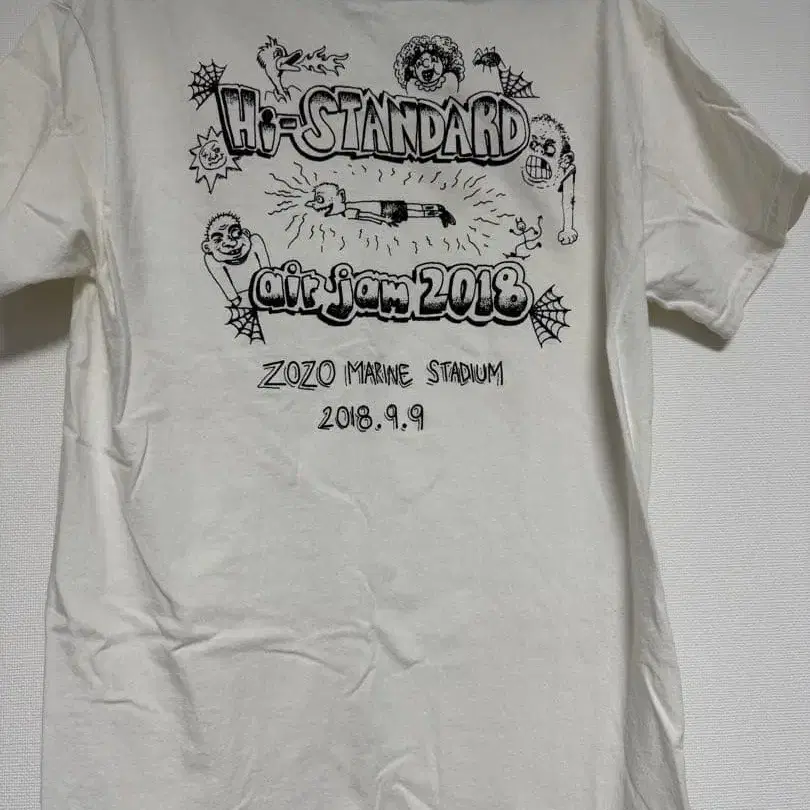 Hi-STANDARD
air jam 2018
ZOZO MARINE STADIUM
2018.9.9